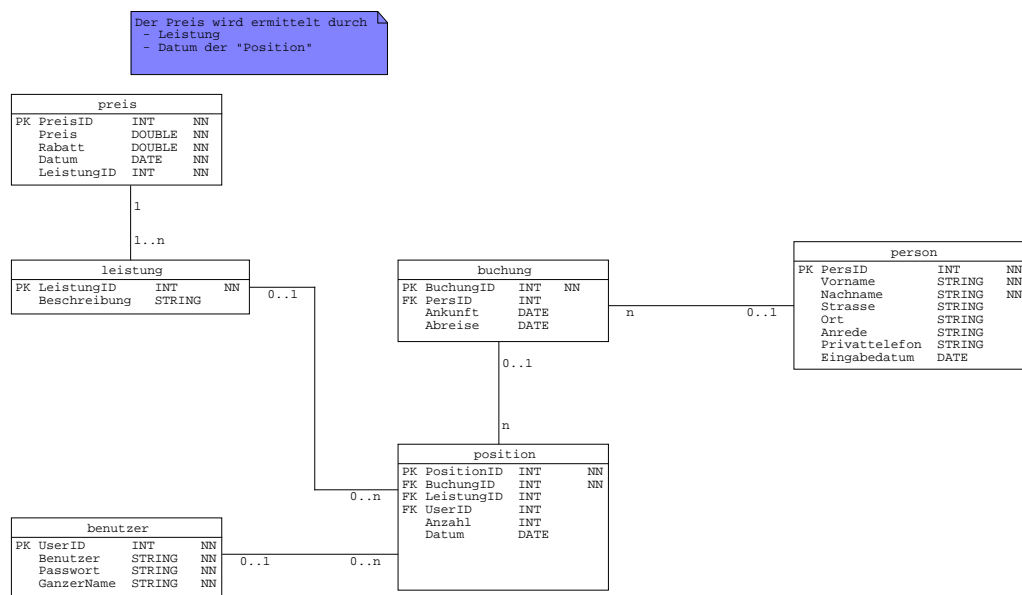 Der Preis wird ermittelt durch
- Leistung
- Datum der "Position"
preis
PK PreisID INT NN
Preis DOUBLE NN
Rabatt DOUBLE NN
Datum DATE NN
LeistungID INT NN
1
1..n
leistung
PK LeistungID INT NN
Beschreibung STRING
0..1
buchung
PK BuchungID INT NN
FK PersID INT
Ankunft DATE
Abreise DATE
n
0..1
person
PK PersID INT NN
Vorname STRING NN
Nachname STRING NN
Strasse STRING
Ort STRING
Anrede STRING
Privattelefon STRING
Eingabedatum DATE
0..1
n
position
PK PositionID INT NN
FK BuchungID INT NN
FK LeistungID INT
FK UserID INT
Anzahl INT
Datum DATE
0..n
benutzer
PK UserID INT NN
Benutzer STRING NN
Passwort STRING NN
GanzerName STRING NN
0..1
0..n